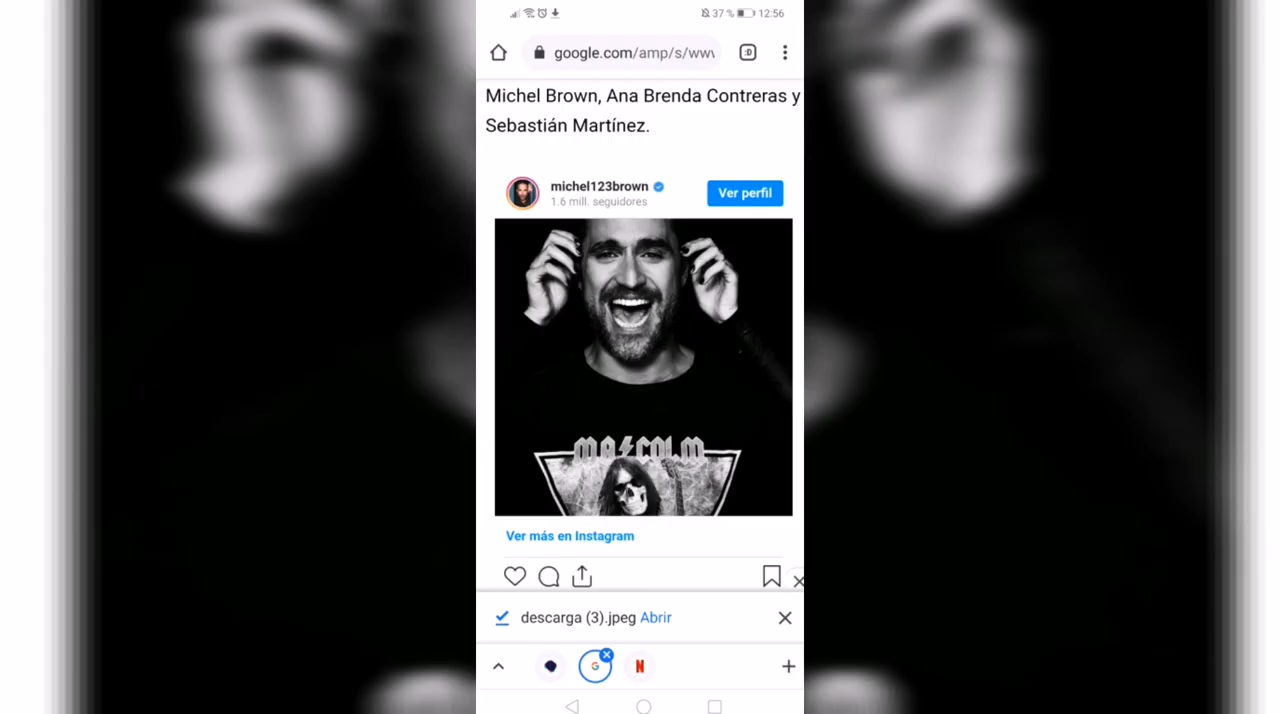 37 % 12:56
google.com/amp/s/wwv
:D
Michel Brown, Ana Brenda Contreras y
Sebastián Martínez.
michel123brown
1.6 mill. seguidores
Ver perfil
MALCOLM
Ver más en Instagram
descarga (3).jpeg Abrir
G
N